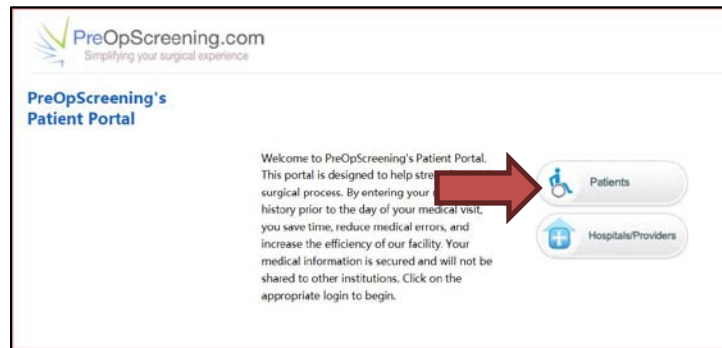 PreOpScreening.com
Simplifying your surgical experience
PreOpScreening's
Patient Portal
Welcome to PreOpScreening's Patient Portal.
This portal is designed to help
surgical process. By entering your
history prior to the day of your medical visit,
you save time, reduce medical errors, and
increase the efficiency of our facility. Your
medical information is secured and will not be
shared to other institutions. Click on the
appropriate login to begin.
Patients
Hospitals/Providers